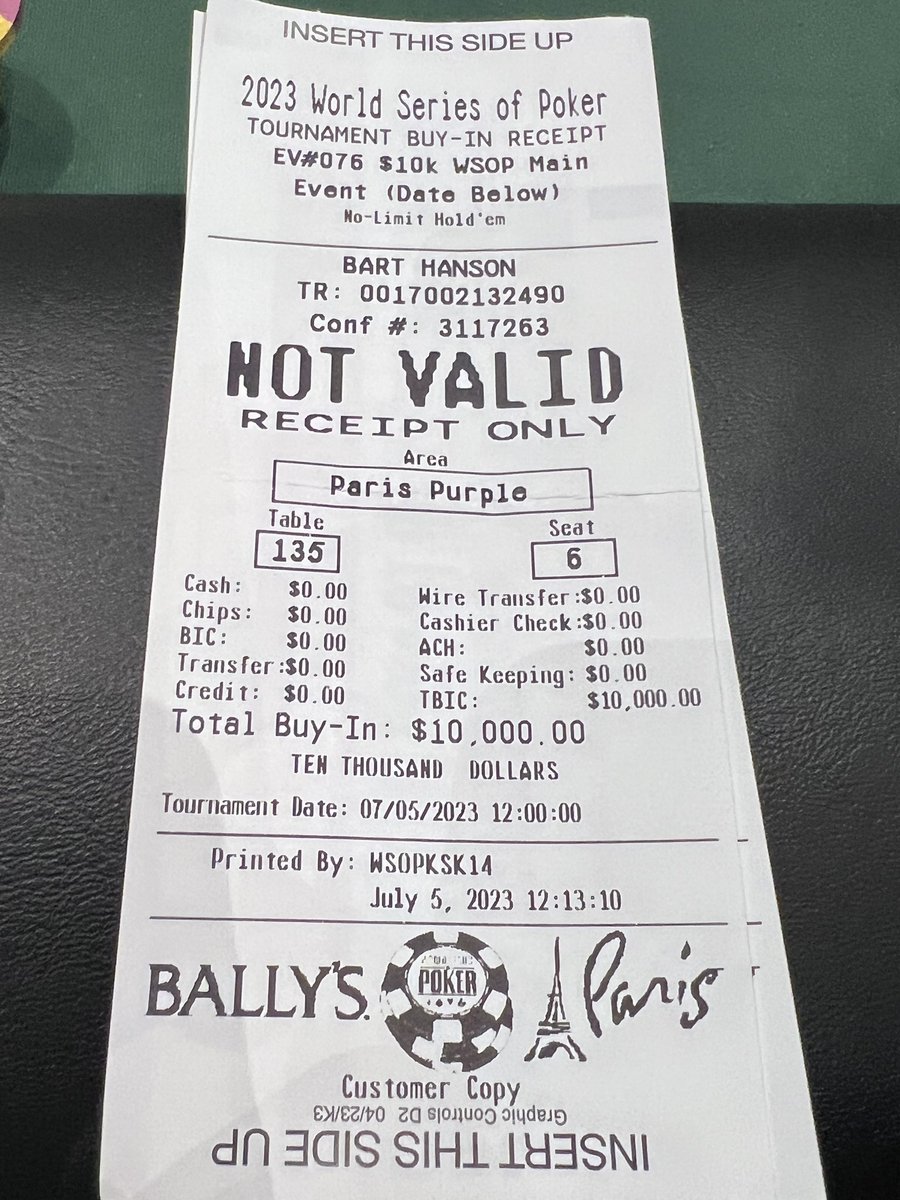 INSERT THIS SIDE UP
2023 World Series of Poker
TOURNAMENT BUY-IN RECEIPT
EV#076 $10k WSOP Main
Event (Date Below)
No-Limit Hold'em
BART HANSON
TR: 0017002132490
Conf #: 3117263
NOT VALID
RECEIPT ONLY
Area
Paris Purple
Table Seat
135 6
Cash: $0.00 Wire Transfer:$0.00
Chips: $0.00 Cashier Check:$0.00
BIC: $0.00 ACH: $0.00
Transfer:$0.00 Safe Keeping: $0.00
Credit: $0.00 TBIC: $10,000.00
Total Buy-In: $10,000.00
TEN THOUSAND DOLLARS
Tournament Date: 07/05/2023 12:00:00
Printed By: WSOPKSK14
July 5, 2023 12:13:10
BALLY'S. POKER Paris
Customer Copy
Graphic Controls D2 04/23/K3
INSERT THIS SIDE UP